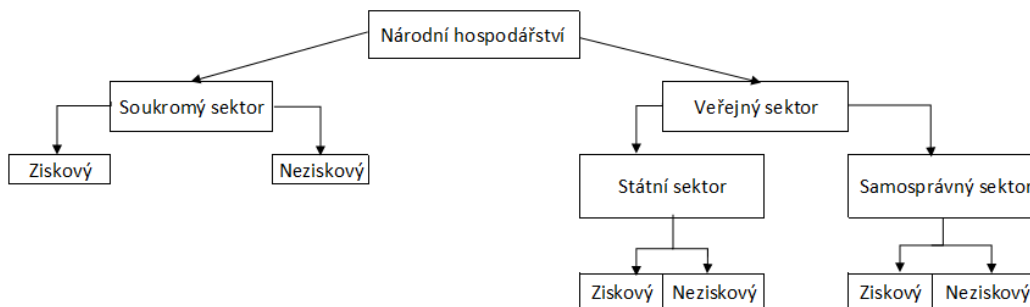 Národní hospodářství
Soukromý sektor
Veřejný sektor
Ziskový
Neziskový
Státní sektor
Samosprávný sektor
Ziskový
Neziskový
Ziskový
Neziskový